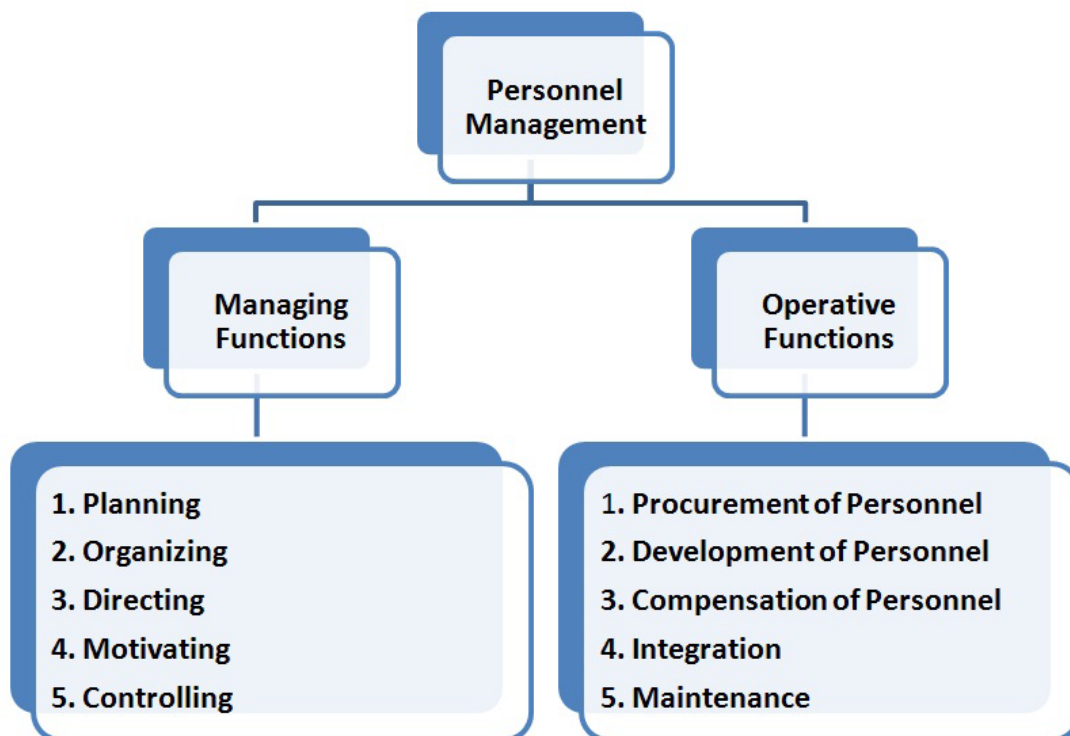 Personnel
Management
Managing
Functions
Operative
Functions
1. Planning
2. Organizing
3. Directing
4. Motivating
5. Controlling
1. Procurement of Personnel
2. Development of Personnel
3. Compensation of Personnel
4. Integration
5. Maintenance